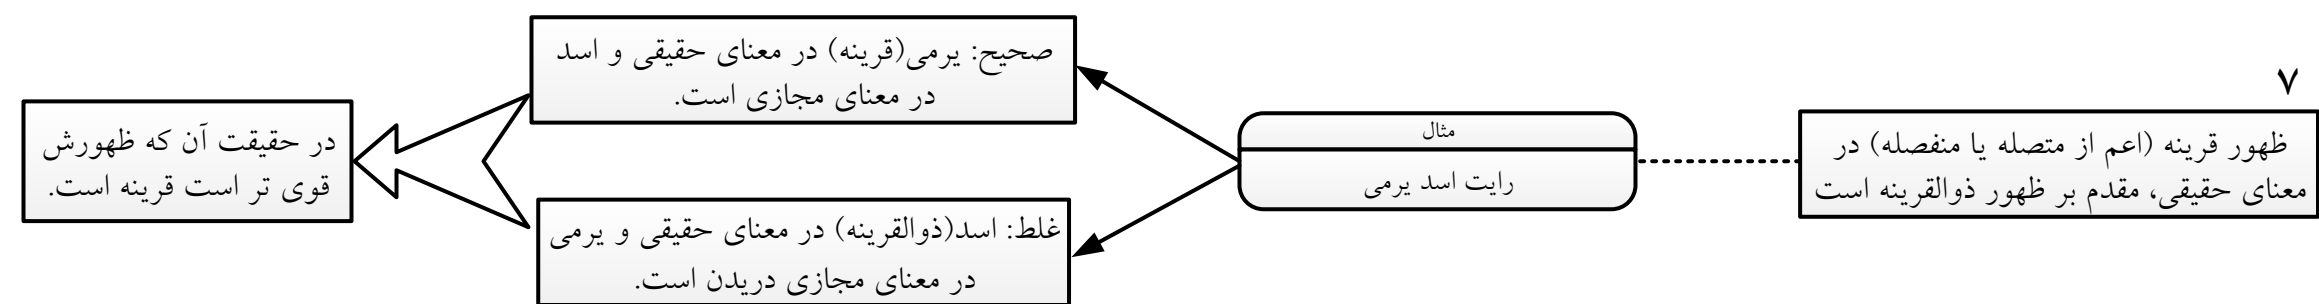 ۷
ظهور قرینه (اعم از متصله یا منفصله) در
معنای حقیقی، مقدم بر ظهور ذوالقرینه است
مثال
رایت اسد یرمی
صحیح: یرمی(قرینه) در معنای حقیقی و اسد
در معنای مجازی است.
غلط: اسد(ذوالقرینه) در معنای حقیقی و یرمی
در معنای مجازی دریدن است.
در حقیقت آن که ظهورش
قوی تر است قرینه است.